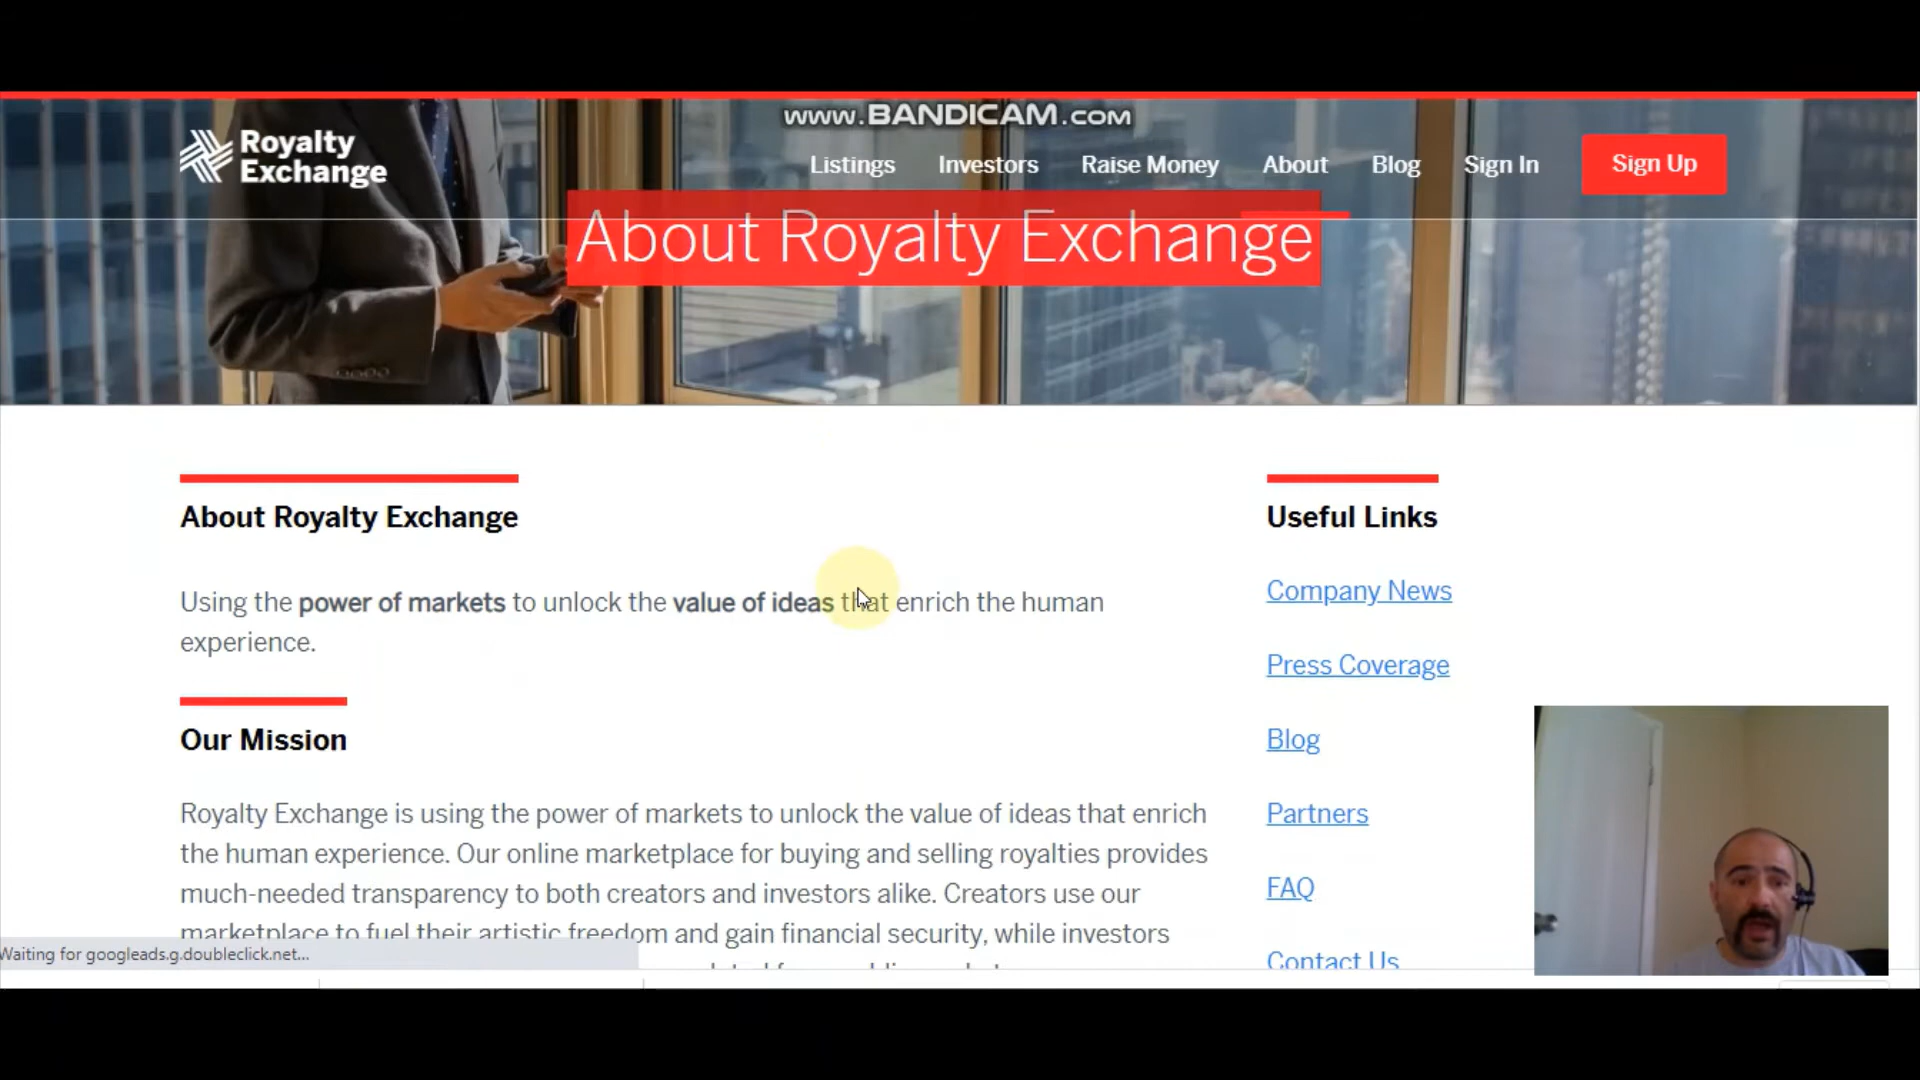 www.BANDICAM.com
Royalty
Exchange
Listings Investors Raise Money About Blog Sign In Sign Up
About Royalty Exchange
About Royalty Exchange
Using the power of markets to unlock the value of ideas that enrich the human
experience.
Our Mission
Royalty Exchange is using the power of markets to unlock the value of ideas that enrich
the human experience. Our online marketplace for buying and selling royalties provides
much-needed transparency to both creators and investors alike. Creators use our
marketplace to fuel their artistic freedom and gain financial security, while investors
Waiting for googleads.g.doubleclick.net...
Useful Links
Company News
Press Coverage
Blog
Partners
FAQ
Contact Us